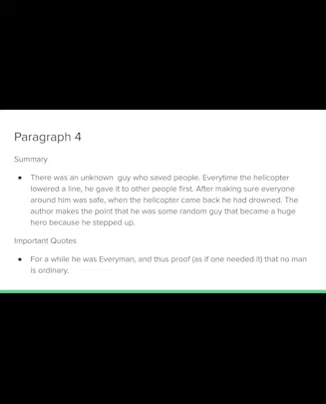 Paragraph 4
Summary
● There was an unknown guy who saved people. Everytime the helicopter
lowered a line, he gave it to other people first. After making sure everyone
around him was safe, when the helicopter came back he had drowned. The
author makes the point that he was some random guy that became a huge
hero because he stepped up.
Important Quotes
● For a while he was Everyman, and thus proof (as if one needed it) that no man
is ordinary.